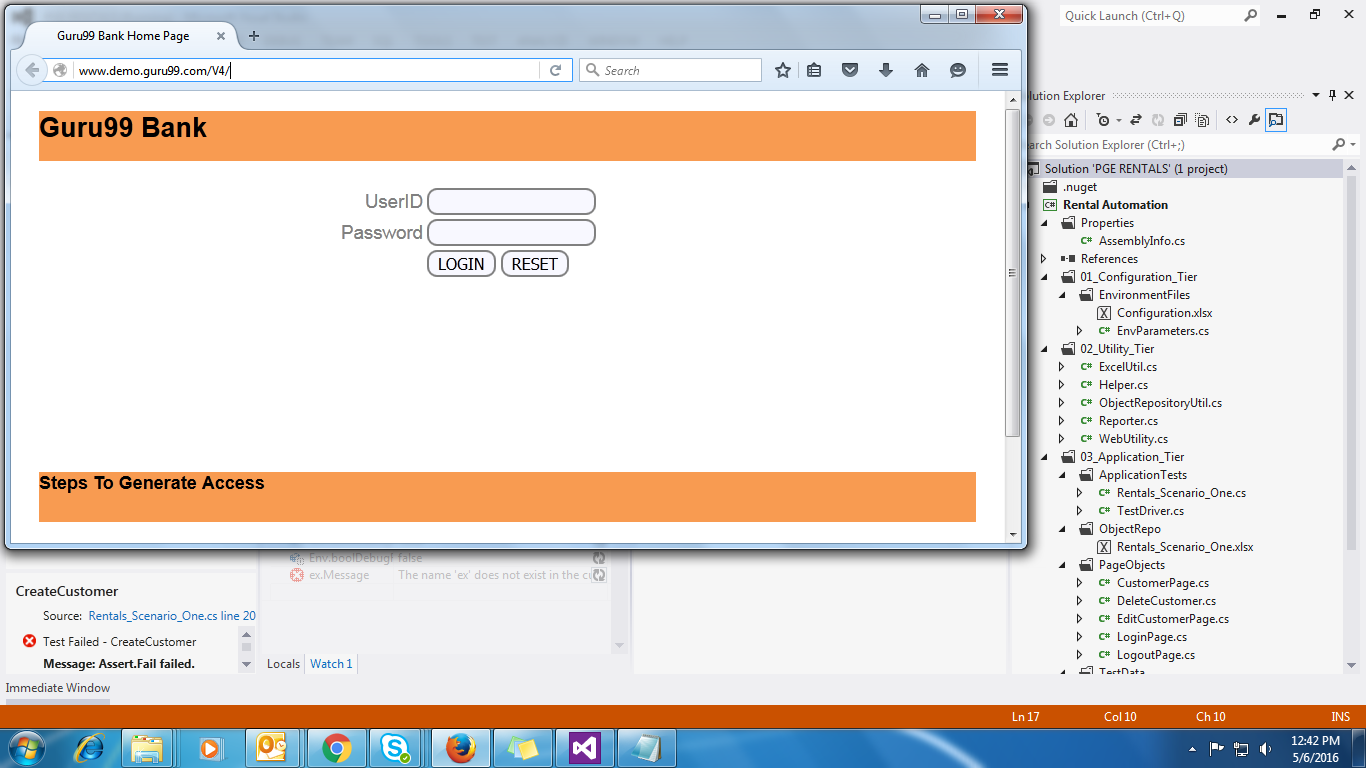 Guru99 Bank Home Page
www.demo.guru99.com/V4/
Search
Guru99 Bank
UserID
Password
LOGIN RESET
Steps To Generate Access
Quick Launch (Ctrl+Q)
lution Explorer
arch Solution Explorer (Ctrl+;)
Solution 'PGE RENTALS' (1 project)
.nuget
C# Rental Automation
Properties
C# AssemblyInfo.cs
References
01_Configuration_Tier
EnvironmentFiles
Configuration.xlsx
C# EnvParameters.cs
02_Utility_Tier
C# ExcelUtil.cs
C# Helper.cs
C# ObjectRepositoryUtil.cs
C# Reporter.cs
C# WebUtility.cs
03_Application_Tier
ApplicationTests
C# Rentals_Scenario_One.cs
C# TestDriver.cs
ObjectRepo
Rentals_Scenario_One.xlsx
PageObjects
C# CustomerPage.cs
C# DeleteCustomer.cs
C# EditCustomerPage.cs
C# LoginPage.cs
C# LogoutPage.cs
TestData
Env.boolDebugl false
ex.Message The name 'ex' does not exist in the cu
CreateCustomer
Source: Rentals_Scenario_One.cs line 20
Test Failed - CreateCustomer
Message: Assert.Fail failed.
Locals Watch 1
Immediate Window
Ln 17 Col 10 Ch 10 INS
12:42 PM
5/6/2016